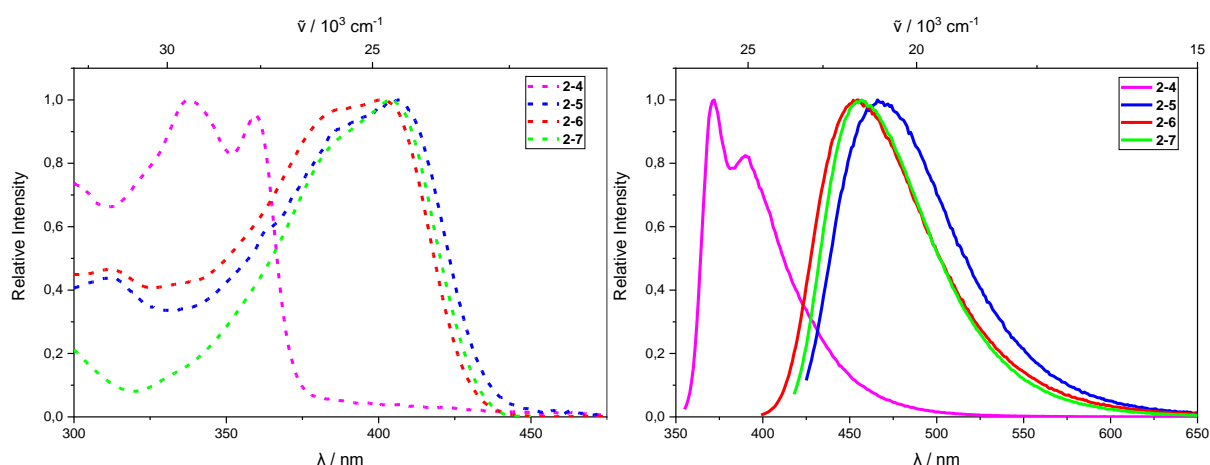 ṽ / 10³ cm⁻¹
30 25
1,0
0,8
0,6
0,4
0,2
0,0
Relative Intensity
2-4
2-5
2-6
2-7
300 350 400 450
λ / nm
ṽ / 10³ cm⁻¹
25 20 15
1,0
0,8
0,6
0,4
0,2
0,0
Relative Intensity
2-4
2-5
2-6
2-7
350 400 450 500 550 600 650
λ / nm